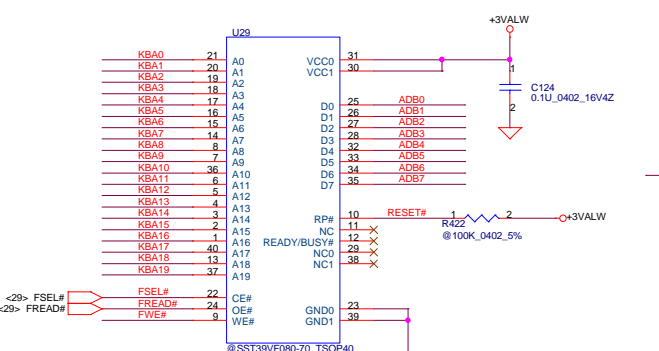 +3VALW
U29
KBA0 21 A0 VCC0 31
KBA1 20 A1 VCC1 30
KBA2 19 A2
KBA3 18 A3
KBA4 17 A4 D0 25 ADB0
KBA5 16 A5 D1 26 ADB1
KBA6 15 A6 D2 27 ADB2
KBA7 14 A7 D3 28 ADB3
KBA8 8 A8 D4 32 ADB4
KBA9 7 A9 D5 33 ADB5
KBA10 36 A10 D6 34 ADB6
KBA11 6 A11 D7 35 ADB7
KBA12 5 A12
KBA13 4 A13
KBA14 3 A14 RP# 10 RESET# 1 2 +3VALW
KBA15 2 A15 NC 11 R422
KBA16 1 A16 READY/BUSY# 12 @100K_0402_5%
KBA17 40 A17 NC0 29
KBA18 13 A18 NC1 38
KBA19 37 A19
1
C124
0.1U_0402_16V4Z
2
<29> FSEL# FSEL# 22 CE# GND0 23
<29> FREAD# FREAD# 24 OE# GND1 39
FWE# 9 WE#
@SST39VF080-70_TSOP40